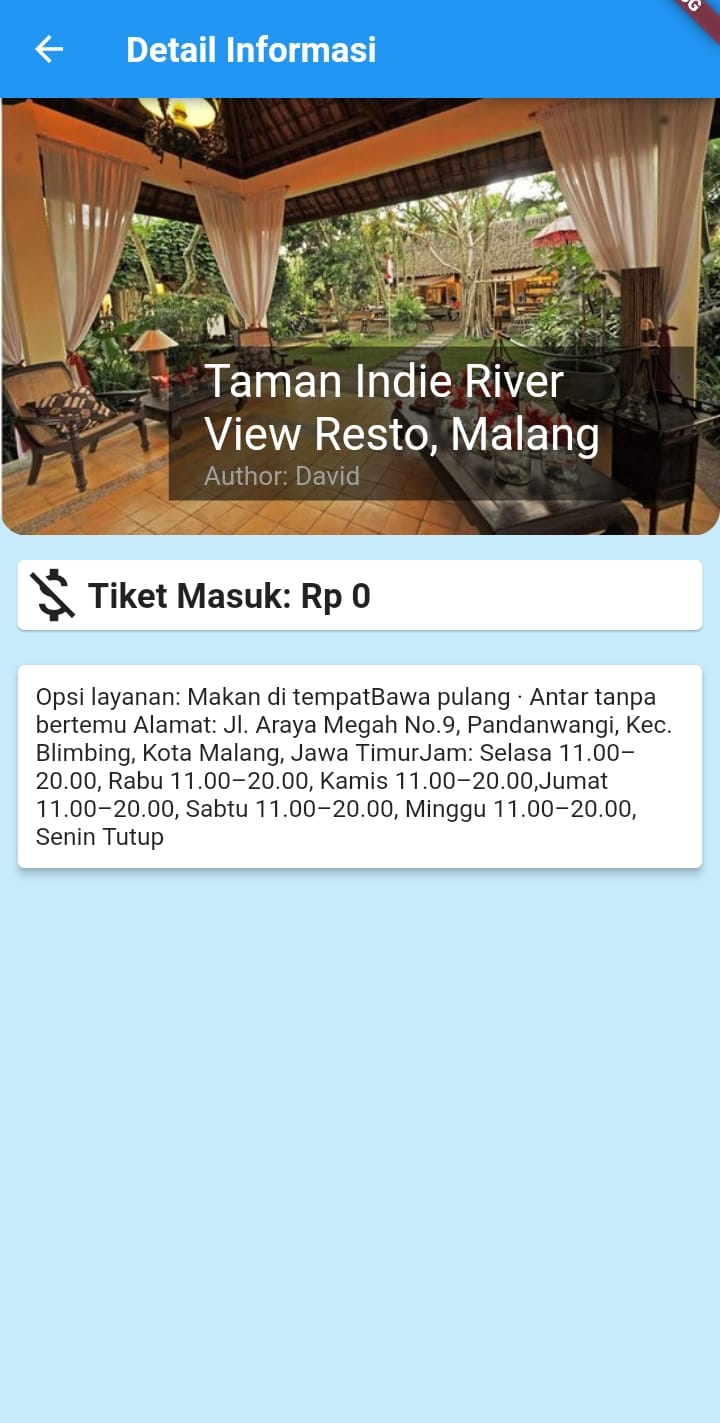 Detail Informasi
Taman Indie River
View Resto, Malang
Author: David
Tiket Masuk: Rp 0
Opsi layanan: Makan di tempatBawa pulang · Antar tanpa
bertemu Alamat: Jl. Araya Megah No.9, Pandanwangi, Kec.
Blimbing, Kota Malang, Jawa TimurJam: Selasa 11.00–
20.00, Rabu 11.00–20.00, Kamis 11.00–20.00,Jumat
11.00–20.00, Sabtu 11.00–20.00, Minggu 11.00–20.00,
Senin Tutup